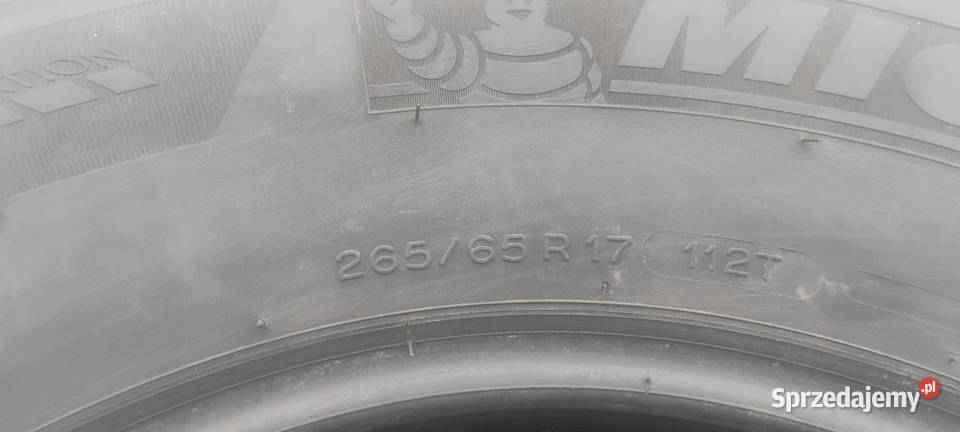 MIC
265/65 R 17 112T
Sprzedajemy.pl